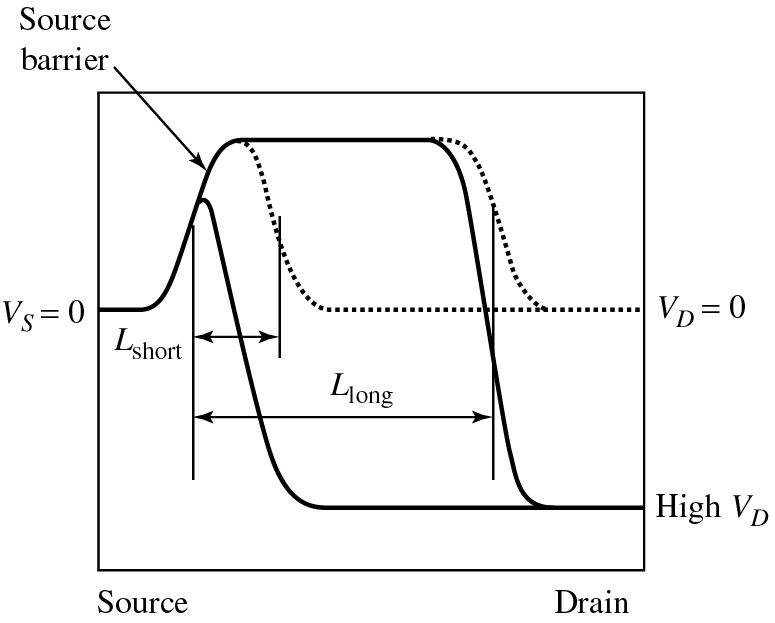 Source
barrier
V_S = 0
V_D = 0
L_short
L_long
High V_D
Source
Drain